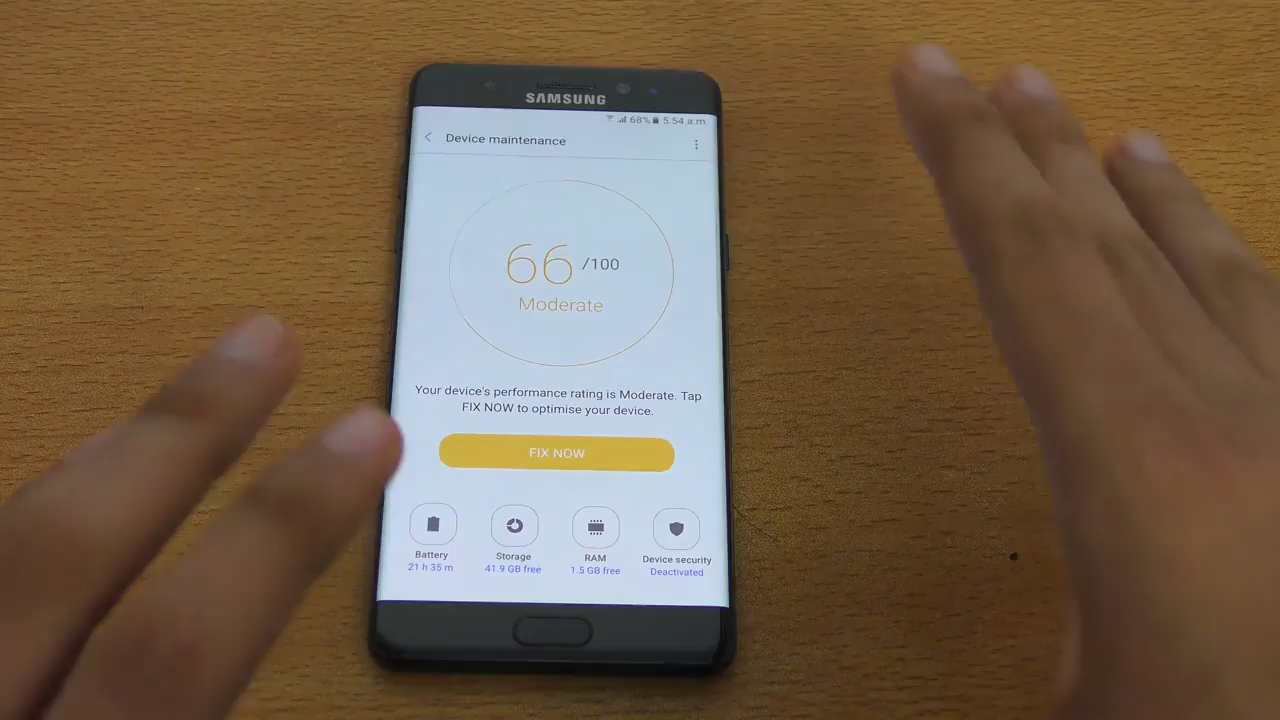 SAMSUNG
68% 5.54 a.m
Device maintenance
66 /100
Moderate
Your device's performance rating is Moderate. Tap
FIX NOW to optimise your device.
FIX NOW
Battery Storage RAM Device security
21 h 35 m 41.9 GB free 1.5 GB free Deactivated